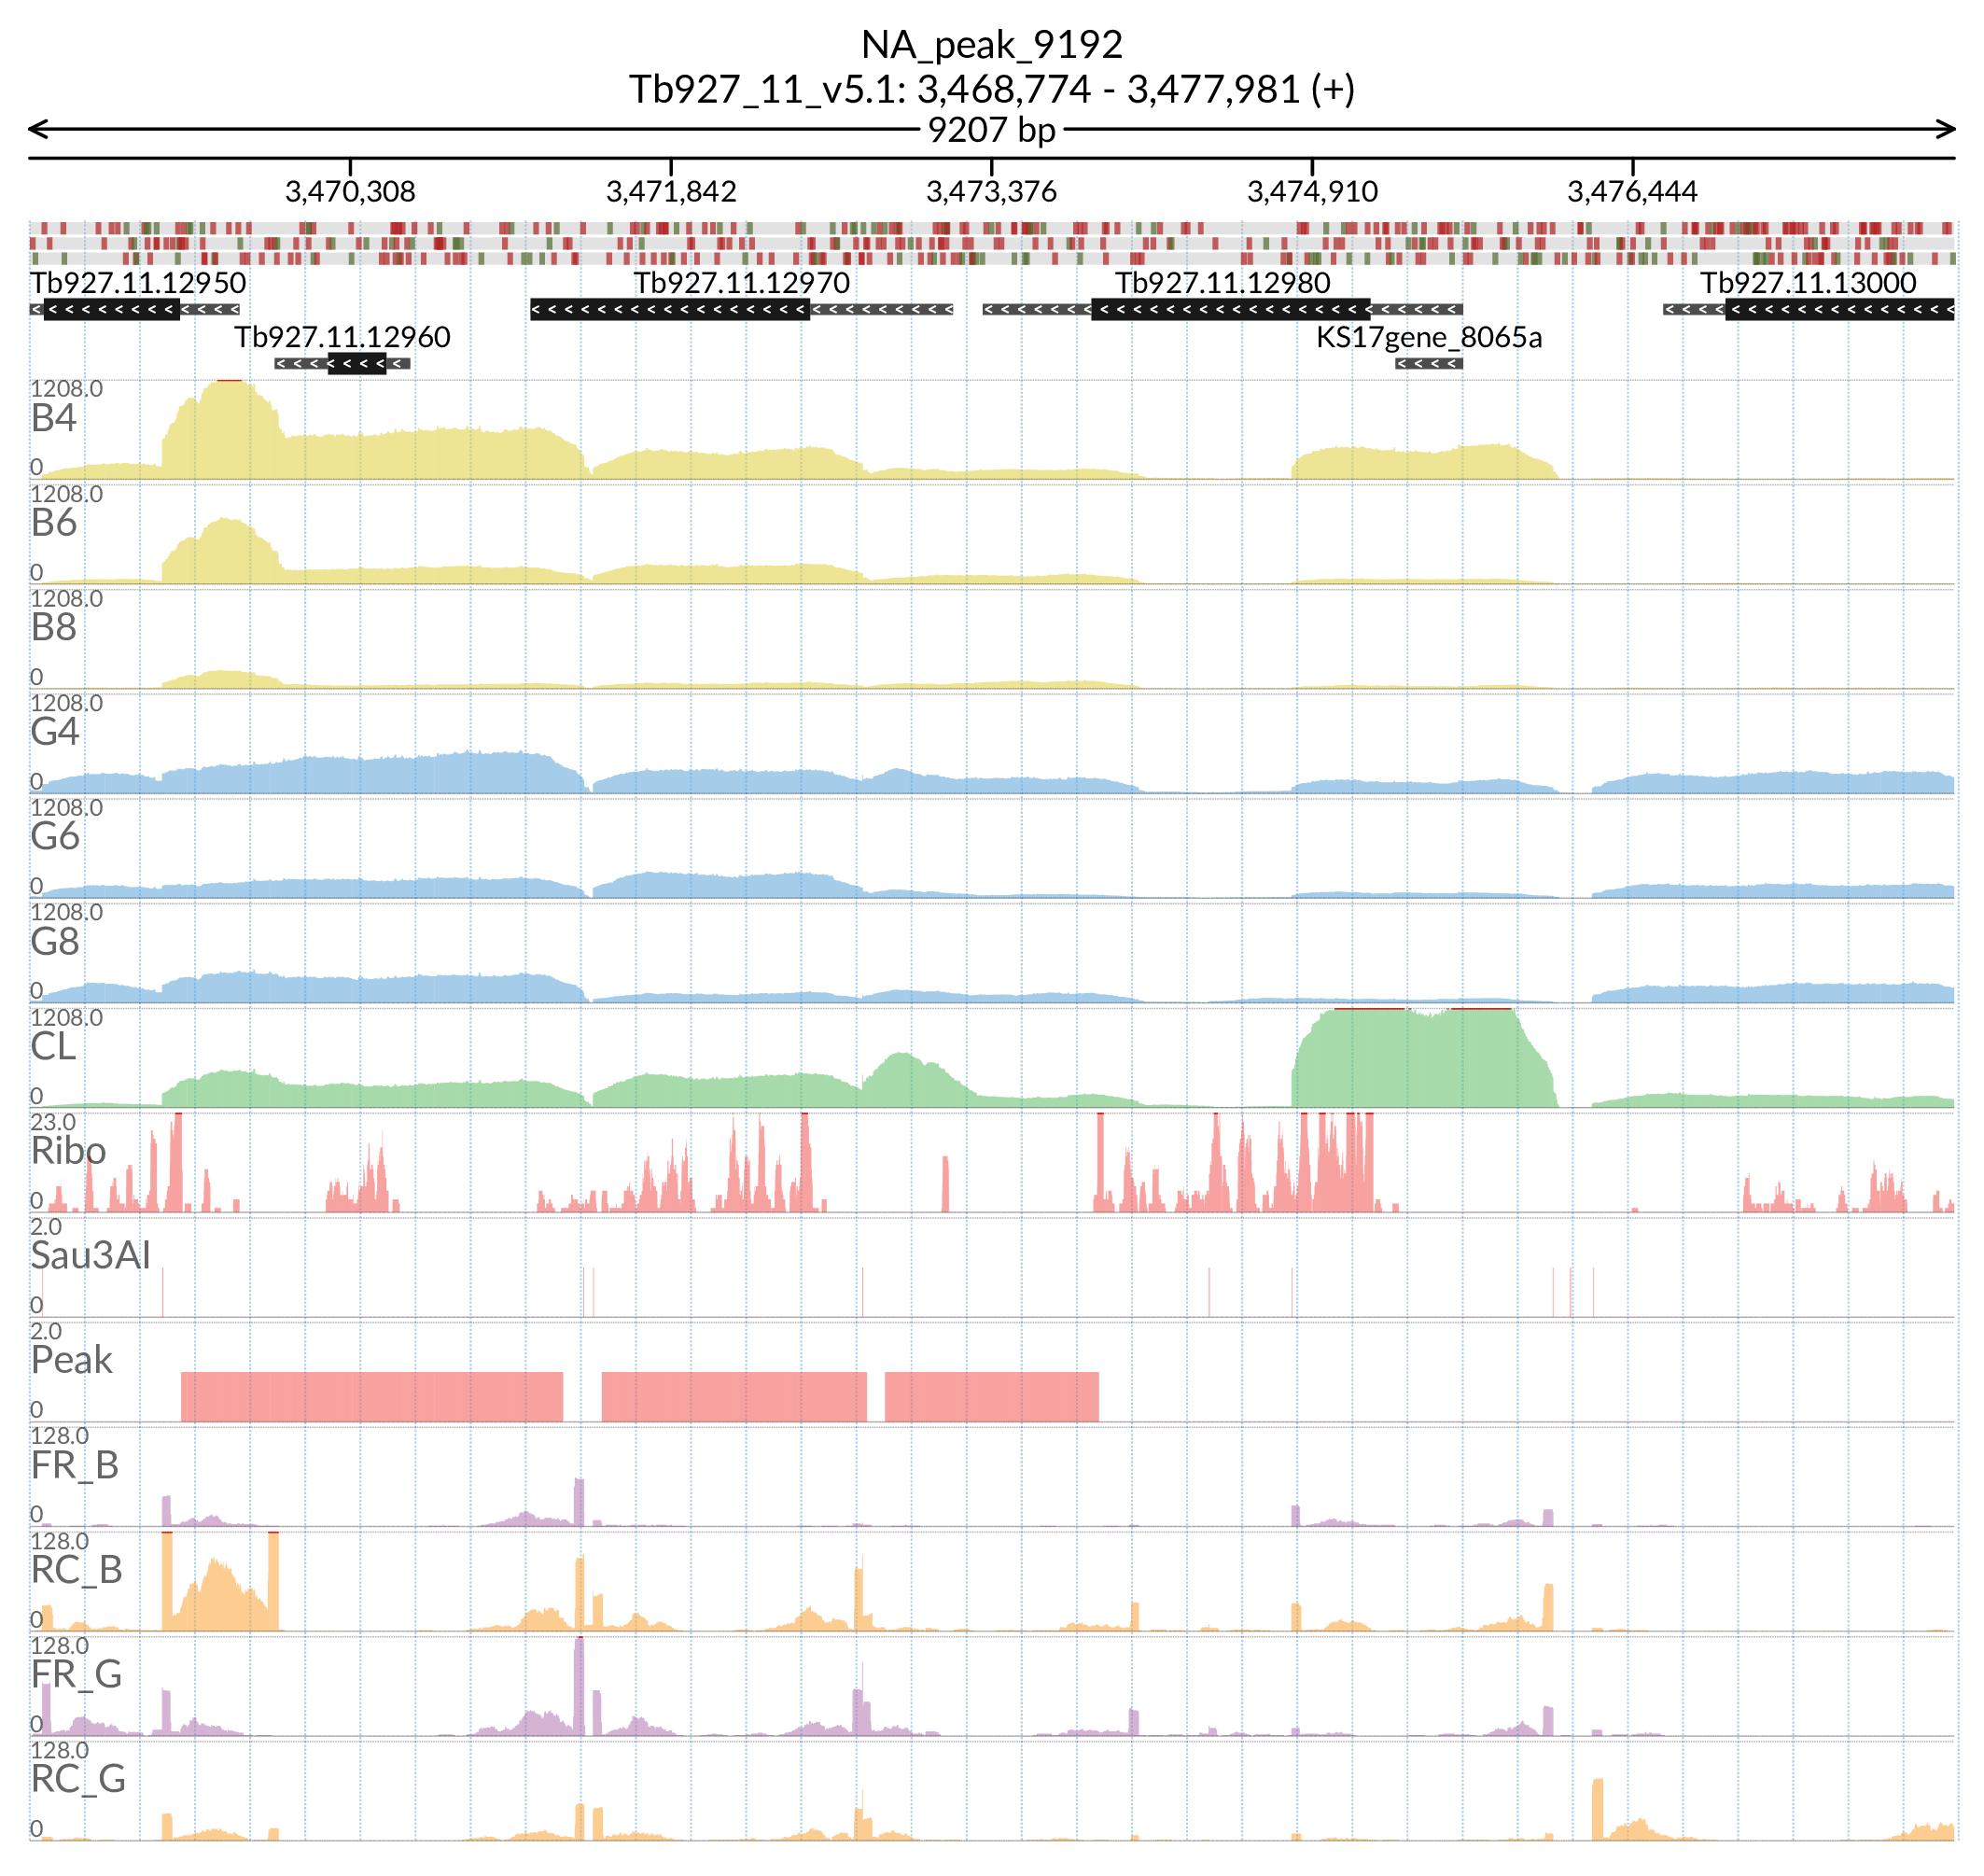 NA_peak_9192
Tb927_11_v5.1: 3,468,774 - 3,477,981 (+)
9207 bp
3,470,308 3,471,842 3,473,376 3,474,910 3,476,444
Tb927.11.12950 Tb927.11.12970 Tb927.11.12980 Tb927.11.13000
Tb927.11.12960 KS17gene_8065a
1208.0
B4
0
1208.0
B6
0
1208.0
B8
0
1208.0
G4
0
1208.0
G6
0
1208.0
G8
0
1208.0
CL
0
23.0
Ribo
0
2.0
Sau3AI
0
2.0
Peak
0
128.0
FR_B
0
128.0
RC_B
0
128.0
FR_G
0
128.0
RC_G
0